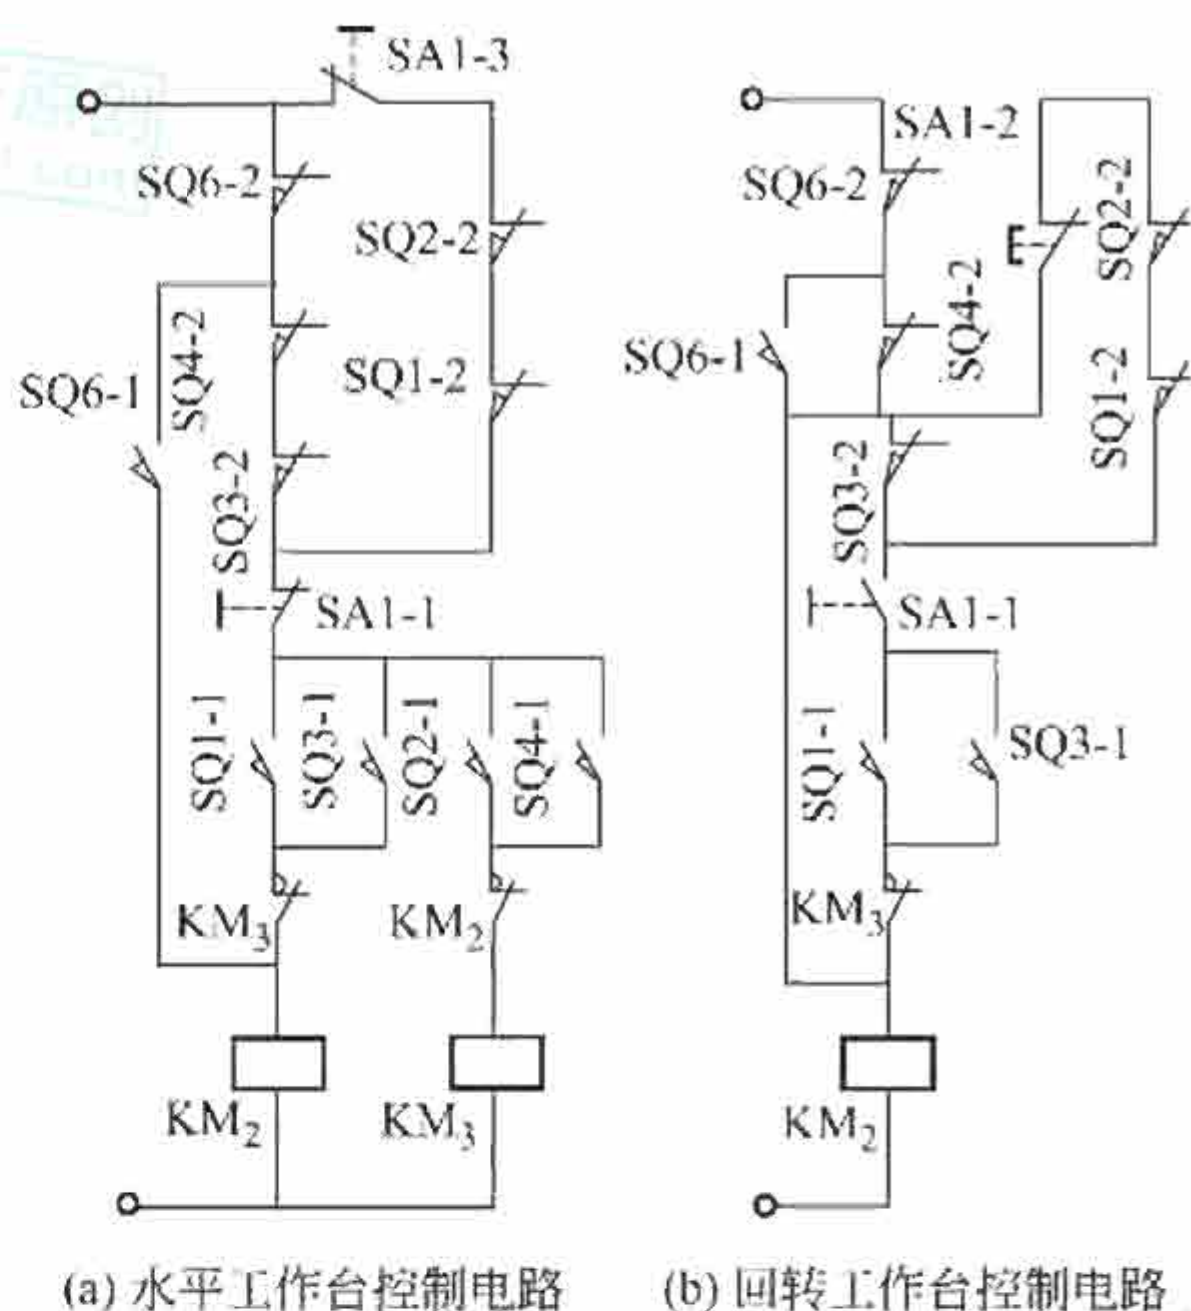 SA1-3
SQ6-2
SQ2-2
SQ4-2
SQ6-1
SQ1-2
SQ3-2
SA1-1
SQ1-1
SQ3-1
SQ2-1
SQ4-1
KM₃
KM₂
KM₂
KM₃
(a) 水平工作台控制电路
SA1-2
SQ6-2
SQ2-2
SQ4-2
SQ6-1
SQ1-2
SQ3-2
SA1-1
SQ1-1
SQ3-1
KM₃
KM₂
(b) 回转工作台控制电路